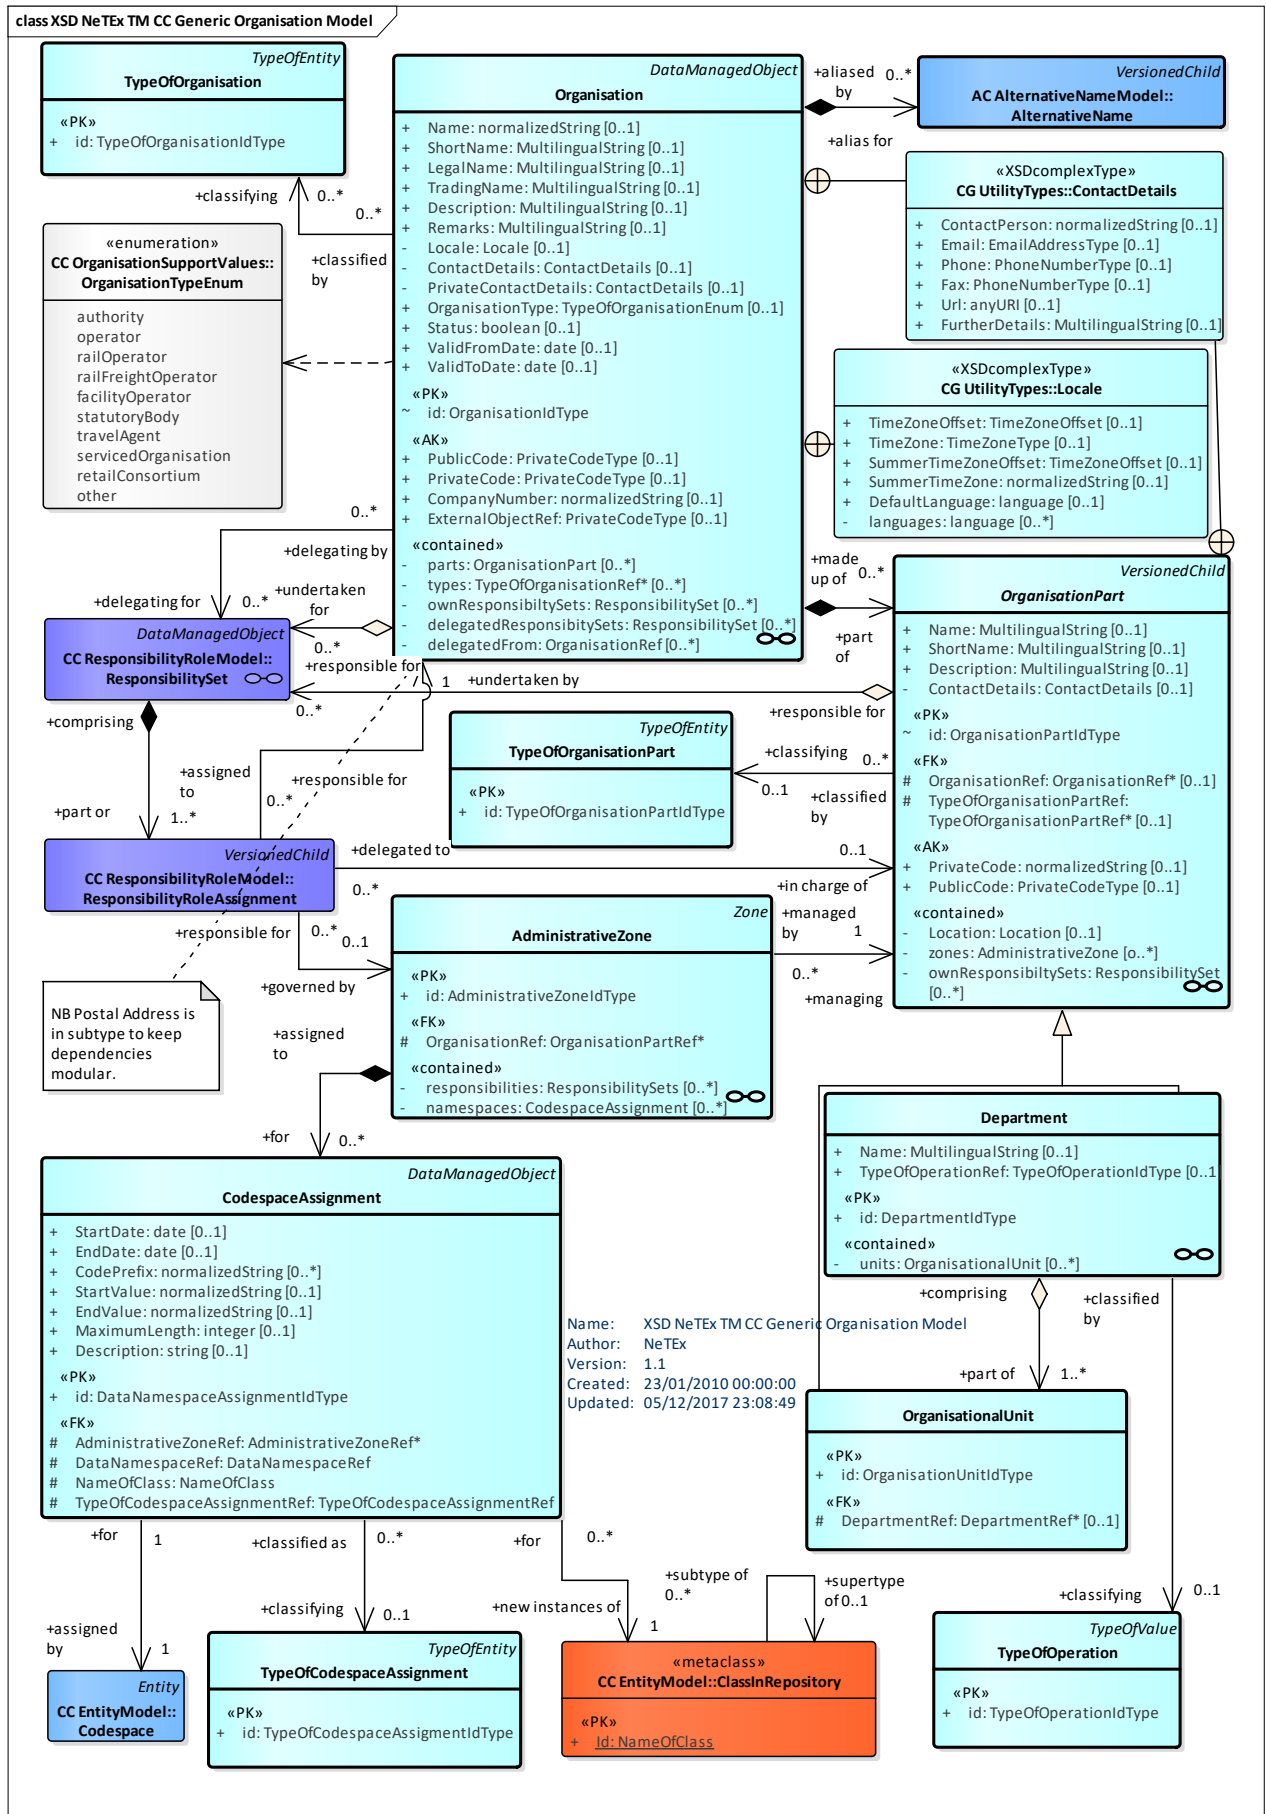 class XSD NeTEx TM CC Generic Organisation Model
TypeOfEntity
TypeOfOrganisation
«PK»
+ id: TypeOfOrganisationIdType
DataManagedObject
Organisation
+ Name: normalizedString [0..1]
+ ShortName: MultilingualString [0..1]
+ LegalName: MultilingualString [0..1]
+ TradingName: MultilingualString [0..1]
+ Description: MultilingualString [0..1]
+ Remarks: MultilingualString [0..1]
- Locale: Locale [0..1]
- ContactDetails: ContactDetails [0..1]
- PrivateContactDetails: ContactDetails [0..1]
+ OrganisationType: TypeOfOrganisationEnum [0..1]
+ Status: boolean [0..1]
+ ValidFromDate: date [0..1]
+ ValidToDate: date [0..1]
«PK»
~ id: OrganisationIdType
«AK»
+ PublicCode: PrivateCodeType [0..1]
+ PrivateCode: PrivateCodeType [0..1]
+ CompanyNumber: normalizedString [0..1]
+ ExternalObjectRef: PrivateCodeType [0..1]
«contained»
- parts: OrganisationPart [0..*]
- types: TypeOfOrganisationRef* [0..*]
- ownResponsibiltySets: ResponsibilitySet [0..*]
- delegatedResponsibitySets: ResponsibilitySet [0..*]
- delegatedFrom: OrganisationRef [0..*]
+aliased
by
0..*
+alias for
VersionedChild
AC AlternativeNameModel::
AlternativeName
«XSDcomplexType»
CG UtilityTypes::ContactDetails
+ ContactPerson: normalizedString [0..1]
+ Email: EmailAddressType [0..1]
+ Phone: PhoneNumberType [0..1]
+ Fax: PhoneNumberType [0..1]
+ Url: anyURI [0..1]
+ FurtherDetails: MultilingualString [0..1]
+classifying
0..*
0..*
+classified
by
«enumeration»
CC OrganisationSupportValues::
OrganisationTypeEnum
authority
operator
railOperator
railFreightOperator
facilityOperator
statutoryBody
travelAgent
servicedOrganisation
retailConsortium
other
«XSDcomplexType»
CG UtilityTypes::Locale
+ TimeZoneOffset: TimeZoneOffset [0..1]
+ TimeZone: TimeZoneType [0..1]
+ SummerTimeZoneOffset: TimeZoneOffset [0..1]
+ SummerTimeZone: normalizedString [0..1]
+ DefaultLanguage: language [0..1]
- languages: language [0..*]
0..*
+delegating by
+delegating for
0..*
+undertaken
for
0..*
+responsible for
+made
up of
0..*
+part
of
DataManagedObject
CC ResponsibilityRoleModel::
ResponsibilitySet
1
+undertaken by
0..*
+responsible for
VersionedChild
OrganisationPart
+ Name: MultilingualString [0..1]
+ ShortName: MultilingualString [0..1]
+ Description: MultilingualString [0..1]
- ContactDetails: ContactDetails [0..1]
«PK»
~ id: OrganisationPartIdType
«FK»
# OrganisationRef: OrganisationRef* [0..1]
# TypeOfOrganisationPartRef:
TypeOfOrganisationPartRef* [0..1]
«AK»
+ PrivateCode: normalizedString [0..1]
+ PublicCode: PrivateCodeType [0..1]
«contained»
- Location: Location [0..1]
- zones: AdministrativeZone [o..*]
- ownResponsibiltySets: ResponsibilitySet
[0..*]
+comprising
+assigned
to
+part or
1..*
0..*
+responsible for
TypeOfEntity
TypeOfOrganisationPart
«PK»
+ id: TypeOfOrganisationPartIdType
+classifying
0..*
0..1
+classified
by
VersionedChild
CC ResponsibilityRoleModel::
ResponsibilityRoleAssignment
+delegated to
0..1
0..*
+in charge of
+responsible for
0..*
0..1
+governed by
Zone
AdministrativeZone
«PK»
+ id: AdministrativeZoneIdType
«FK»
# OrganisationRef: OrganisationPartRef*
«contained»
- responsibilities: ResponsibilitySets [0..*]
- namespaces: CodespaceAssignment [0..*]
+managed
by
1
0..*
+managing
NB Postal Address is
in subtype to keep
dependencies
modular.
+assigned
to
+for
0..*
Department
+ Name: MultilingualString [0..1]
+ TypeOfOperationRef: TypeOfOperationIdType [0..1]
«PK»
+ id: DepartmentIdType
«contained»
- units: OrganisationalUnit [0..*]
DataManagedObject
CodespaceAssignment
+ StartDate: date [0..1]
+ EndDate: date [0..1]
+ CodePrefix: normalizedString [0..*]
+ StartValue: normalizedString [0..1]
+ EndValue: normalizedString [0..1]
+ MaximumLength: integer [0..1]
+ Description: string [0..1]
«PK»
+ id: DataNamespaceAssignmentIdType
«FK»
# AdministrativeZoneRef: AdministrativeZoneRef*
# DataNamespaceRef: DataNamespaceRef
# NameOfClass: NameOfClass
# TypeOfCodespaceAssignmentRef: TypeOfCodespaceAssignmentRef
Name: XSD NeTEx TM CC Generic Organisation Model
Author: NeTEx
Version: 1.1
Created: 23/01/2010 00:00:00
Updated: 05/12/2017 23:08:49
+comprising
+classified
by
+part of
1..*
OrganisationalUnit
«PK»
+ id: OrganisationUnitIdType
«FK»
# DepartmentRef: DepartmentRef* [0..1]
+for
1
+assigned
by
1
+classified as
0..*
+classifying
0..1
+for
0..*
+new instances of
1
+subtype of
0..*
+supertype
of 0..1
+classifying
0..1
Entity
CC EntityModel::
Codespace
TypeOfEntity
TypeOfCodespaceAssignment
«PK»
+ id: TypeOfCodespaceAssigmentIdType
«metaclass»
CC EntityModel::ClassInRepository
«PK»
+ Id: NameOfClass
TypeOfValue
TypeOfOperation
«PK»
+ id: TypeOfOperationIdType